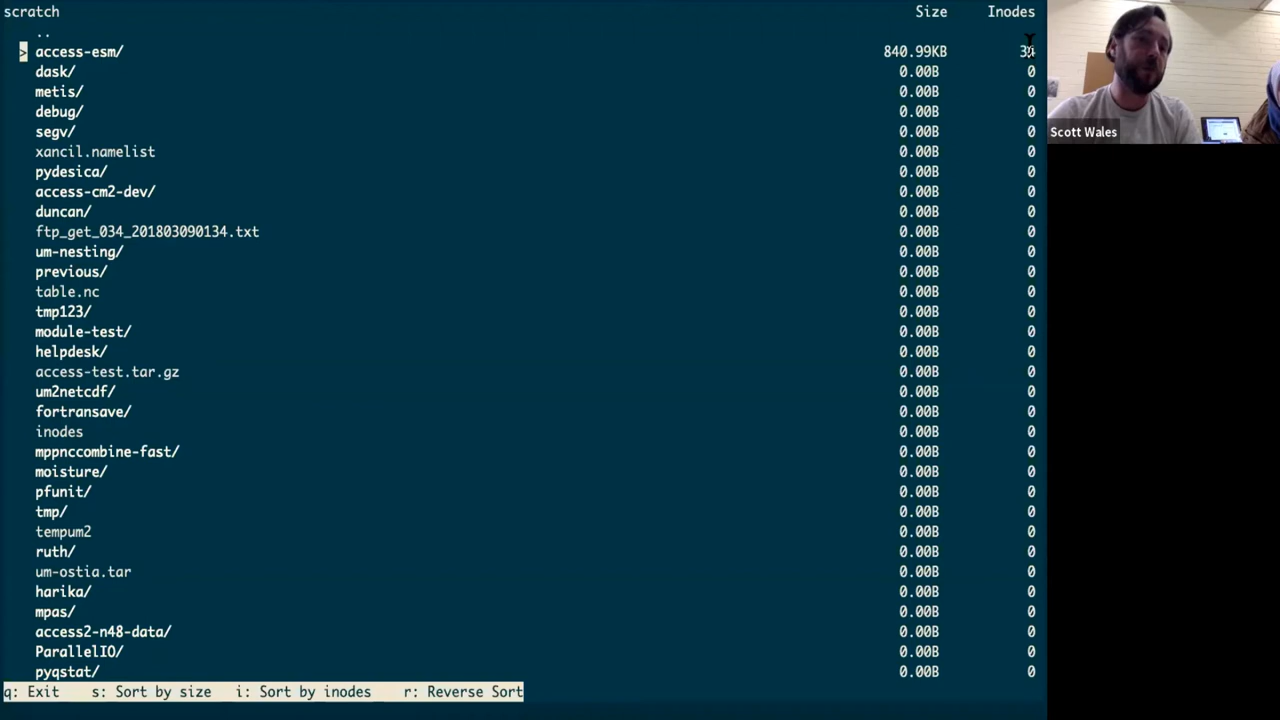 scratch Size Inodes
..
> access-esm/ 840.99KB 34
dask/ 0.00B 0
metis/ 0.00B 0
debug/ 0.00B 0
segv/ 0.00B 0
xancil.namelist 0.00B 0
pydesica/ 0.00B 0
access-cm2-dev/ 0.00B 0
duncan/ 0.00B 0
ftp_get_034_201803090134.txt 0.00B 0
um-nesting/ 0.00B 0
previous/ 0.00B 0
table.nc 0.00B 0
tmp123/ 0.00B 0
module-test/ 0.00B 0
helpdesk/ 0.00B 0
access-test.tar.gz 0.00B 0
um2netcdf/ 0.00B 0
fortransave/ 0.00B 0
inodes 0.00B 0
mppnccombine-fast/ 0.00B 0
moisture/ 0.00B 0
pfunit/ 0.00B 0
tmp/ 0.00B 0
tempum2 0.00B 0
ruth/ 0.00B 0
um-ostia.tar 0.00B 0
harika/ 0.00B 0
mpas/ 0.00B 0
access2-n48-data/ 0.00B 0
ParallelIO/ 0.00B 0
pyqstat/ 0.00B 0
q: Exit s: Sort by size i: Sort by inodes r: Reverse Sort
Scott Wales